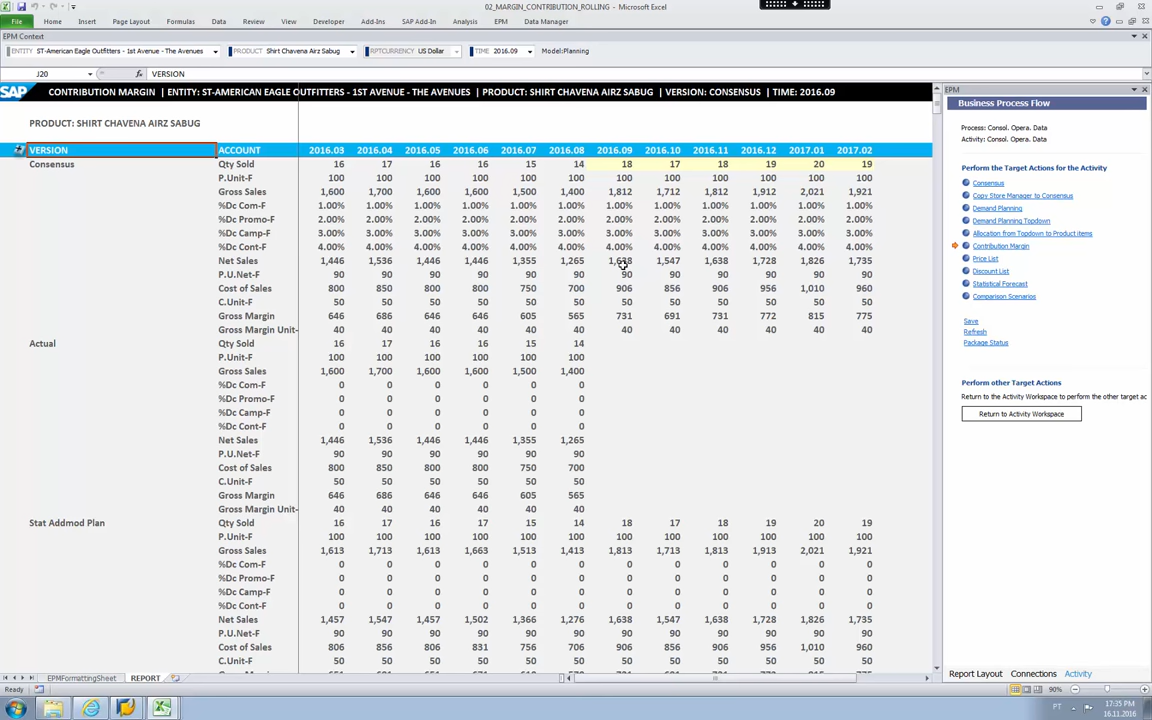 02_MARGIN_CONTRIBUTION_ROLLING - Microsoft Excel
File Home Insert Page Layout Formulas Data Review View Developer Add-Ins SAP Add-In Analysis EPM Data Manager
EPM Context
ENTITY ST-American Eagle Outfitters - 1st Avenue - The Avenues PRODUCT Shirt Chavena Airz Sabug RPTCURRENCY US Dollar TIME 2016.09 Model:Planning
J20 fx VERSION
SAP CONTRIBUTION MARGIN | ENTITY: ST-AMERICAN EAGLE OUTFITTERS - 1ST AVENUE - THE AVENUES | PRODUCT: SHIRT CHAVENA AIRZ SABUG | VERSION: CONSENSUS | TIME: 2016.09
PRODUCT: SHIRT CHAVENA AIRZ SABUG
VERSION ACCOUNT 2016.03 2016.04 2016.05 2016.06 2016.07 2016.08 2016.09 2016.10 2016.11 2016.12 2017.01 2017.02
Consensus Qty Sold 16 17 16 16 15 14 18 17 18 19 20 19
P.Unit-F 100 100 100 100 100 100 100 100 100 100 100 100
Gross Sales 1,600 1,700 1,600 1,600 1,500 1,400 1,812 1,712 1,812 1,912 2,021 1,921
%Dc Com-F 1.00% 1.00% 1.00% 1.00% 1.00% 1.00% 1.00% 1.00% 1.00% 1.00% 1.00% 1.00%
%Dc Promo-F 2.00% 2.00% 2.00% 2.00% 2.00% 2.00% 2.00% 2.00% 2.00% 2.00% 2.00% 2.00%
%Dc Camp-F 3.00% 3.00% 3.00% 3.00% 3.00% 3.00% 3.00% 3.00% 3.00% 3.00% 3.00% 3.00%
%Dc Cont-F 4.00% 4.00% 4.00% 4.00% 4.00% 4.00% 4.00% 4.00% 4.00% 4.00% 4.00% 4.00%
Net Sales 1,446 1,536 1,446 1,446 1,355 1,265 1,638 1,547 1,638 1,728 1,826 1,735
P.U.Net-F 90 90 90 90 90 90 90 90 90 90 90 90
Cost of Sales 800 850 800 800 750 700 906 856 906 956 1,010 960
C.Unit-F 50 50 50 50 50 50 50 50 50 50 50 50
Gross Margin 646 686 646 646 605 565 731 691 731 772 815 775
Gross Margin Unit- 40 40 40 40 40 40 40 40 40 40 40 40
Actual Qty Sold 16 17 16 16 15 14
P.Unit-F 100 100 100 100 100 100
Gross Sales 1,600 1,700 1,600 1,600 1,500 1,400
%Dc Com-F 0 0 0 0 0 0
%Dc Promo-F 0 0 0 0 0 0
%Dc Camp-F 0 0 0 0 0 0
%Dc Cont-F 0 0 0 0 0 0
Net Sales 1,446 1,536 1,446 1,446 1,355 1,265
P.U.Net-F 90 90 90 90 90 90
Cost of Sales 800 850 800 800 750 700
C.Unit-F 50 50 50 50 50 50
Gross Margin 646 686 646 646 605 565
Gross Margin Unit- 40 40 40 40 40 40
Stat Addmod Plan Qty Sold 16 17 16 17 15 14 18 17 18 19 20 19
P.Unit-F 100 100 100 100 100 100 100 100 100 100 100 100
Gross Sales 1,613 1,713 1,613 1,663 1,513 1,413 1,813 1,713 1,813 1,913 2,021 1,921
%Dc Com-F 0 0 0 0 0 0 0 0 0 0 0 0
%Dc Promo-F 0 0 0 0 0 0 0 0 0 0 0 0
%Dc Camp-F 0 0 0 0 0 0 0 0 0 0 0 0
%Dc Cont-F 0 0 0 0 0 0 0 0 0 0 0 0
Net Sales 1,457 1,547 1,457 1,502 1,366 1,276 1,638 1,547 1,638 1,728 1,826 1,735
P.U.Net-F 90 90 90 90 90 90 90 90 90 90 90 90
Cost of Sales 806 856 806 831 756 706 906 856 906 956 1,010 960
C.Unit-F 50 50 50 50 50 50 50 50 50 50 50 50
EPMFormattingSheet REPORT
Ready 90%
EPM
Business Process Flow
Process: Consol. Opera. Data
Activity: Consol. Opera. Data
Perform the Target Actions for the Activity
Consensus
Copy Store Manager to Consensus
Demand Planning
Demand Planning Topdown
Allocation from Topdown to Product items
Contribution Margin
Price List
Discount List
Statistical Forecast
Comparison Scenarios
Save
Refresh
Package Status
Perform other Target Actions
Return to the Activity Workspace to perform the other target ac
Return to Activity Workspace
Report Layout Connections Activity
PT 17:35 PM
16.11.2016